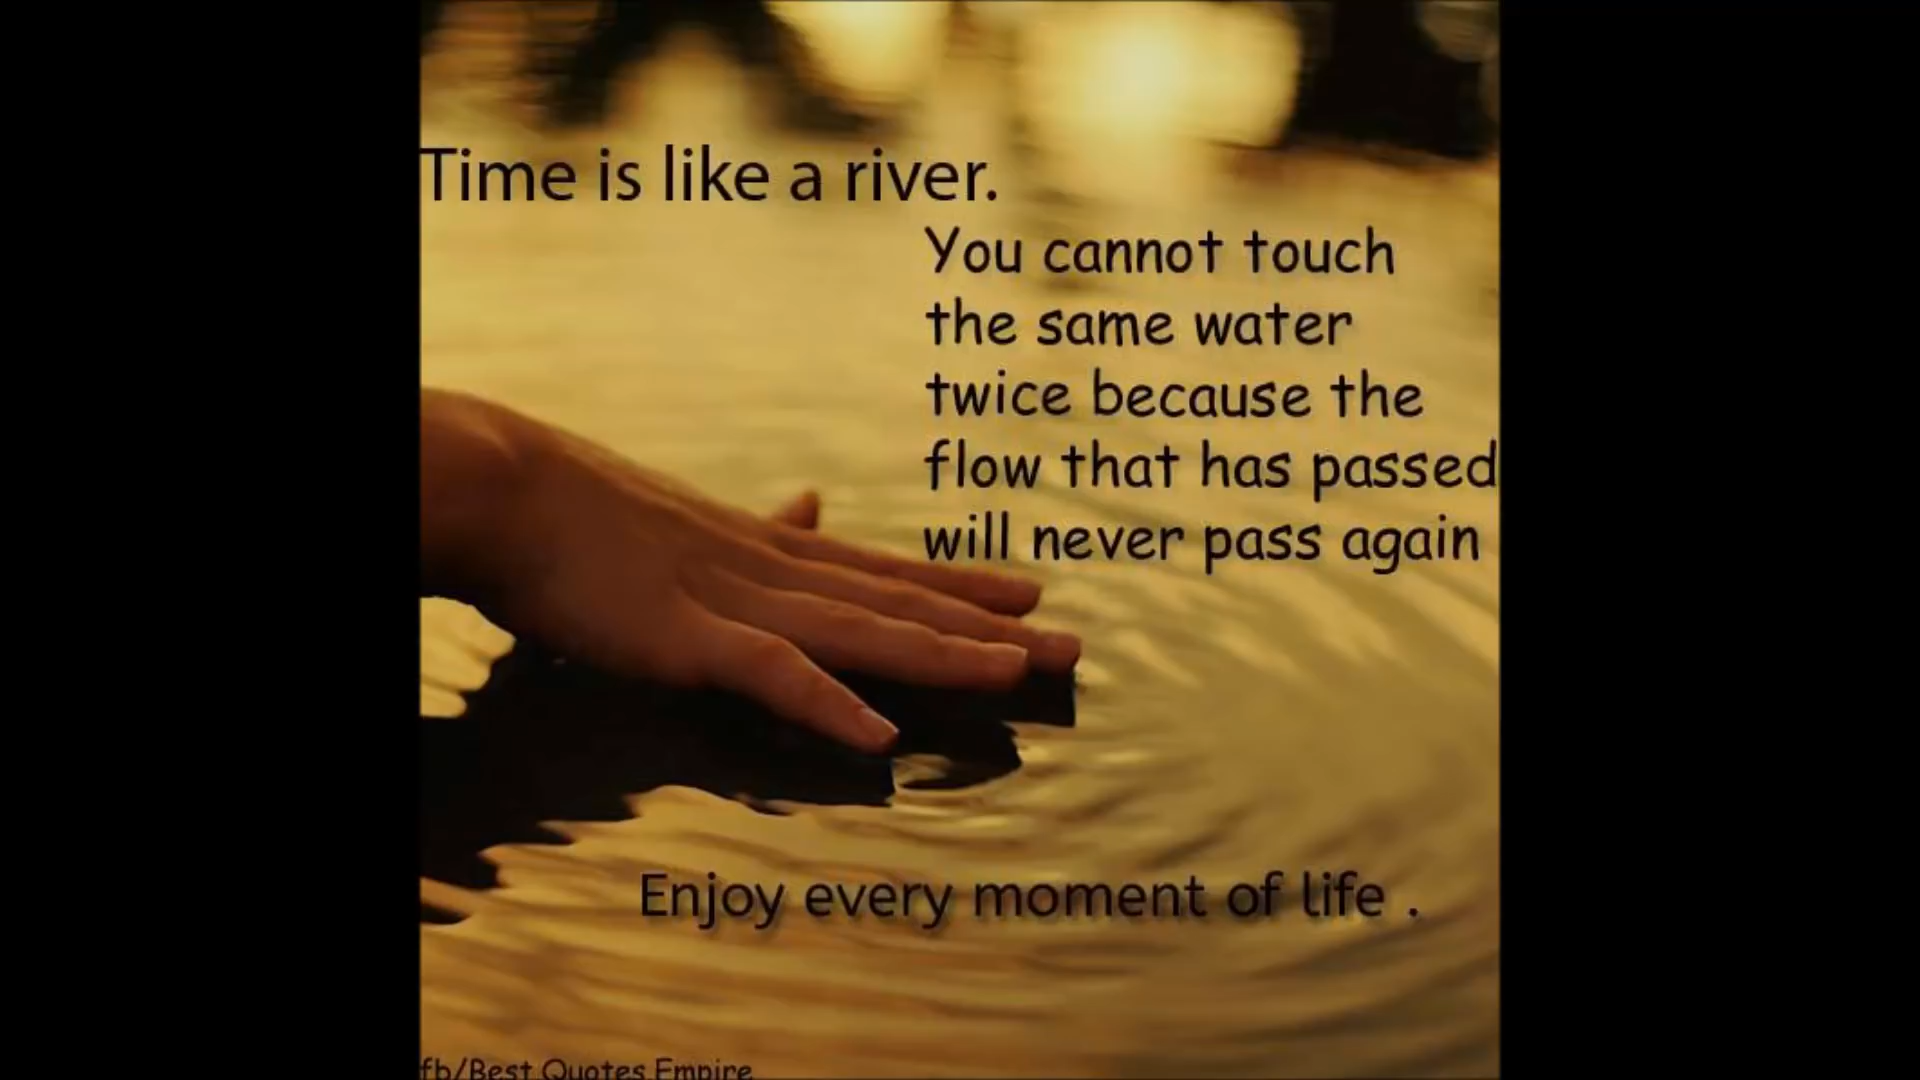 Time is like a river.
You cannot touch
the same water
twice because the
flow that has passed
will never pass again
Enjoy every moment of life .
fb/Best Quotes Empire